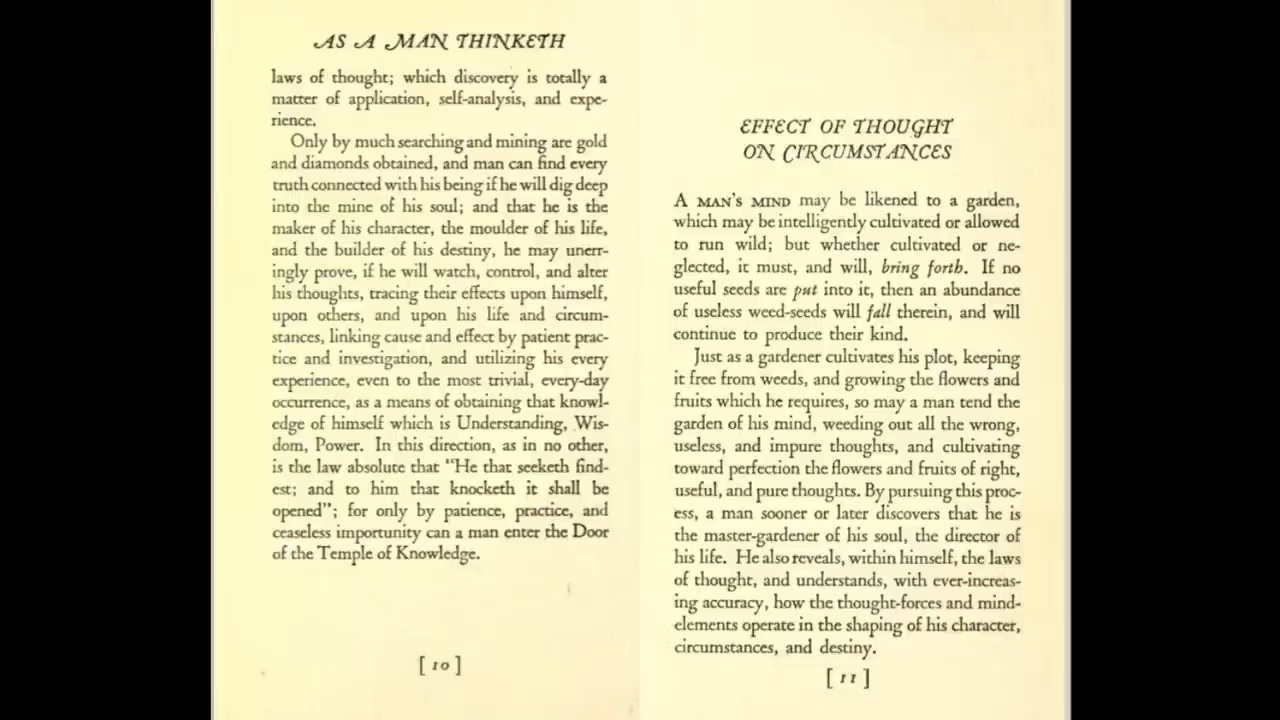 AS A MAN THINKETH
laws of thought; which discovery is totally a
matter of application, self-analysis, and expe-
rience.
Only by much searching and mining are gold
and diamonds obtained, and man can find every
truth connected with his being if he will dig deep
into the mine of his soul; and that he is the
maker of his character, the moulder of his life,
and the builder of his destiny, he may unerr-
ingly prove, if he will watch, control, and alter
his thoughts, tracing their effects upon himself,
upon others, and upon his life and circum-
stances, linking cause and effect by patient prac-
tice and investigation, and utilizing his every
experience, even to the most trivial, every-day
occurrence, as a means of obtaining that knowl-
edge of himself which is Understanding, Wis-
dom, Power. In this direction, as in no other,
is the law absolute that "He that seeketh find-
est; and to him that knocketh it shall be
opened"; for only by patience, practice, and
ceaseless importunity can a man enter the Door
of the Temple of Knowledge.
[ 10 ]
EFFECT OF THOUGHT
ON CIRCUMSTANCES
A MAN'S MIND may be likened to a garden,
which may be intelligently cultivated or allowed
to run wild; but whether cultivated or ne-
glected, it must, and will, bring forth. If no
useful seeds are put into it, then an abundance
of useless weed-seeds will fall therein, and will
continue to produce their kind.
Just as a gardener cultivates his plot, keeping
it free from weeds, and growing the flowers and
fruits which he requires, so may a man tend the
garden of his mind, weeding out all the wrong,
useless, and impure thoughts, and cultivating
toward perfection the flowers and fruits of right,
useful, and pure thoughts. By pursuing this proc-
ess, a man sooner or later discovers that he is
the master-gardener of his soul, the director of
his life. He also reveals, within himself, the laws
of thought, and understands, with ever-increas-
ing accuracy, how the thought-forces and mind-
elements operate in the shaping of his character,
circumstances, and destiny.
[ 11 ]